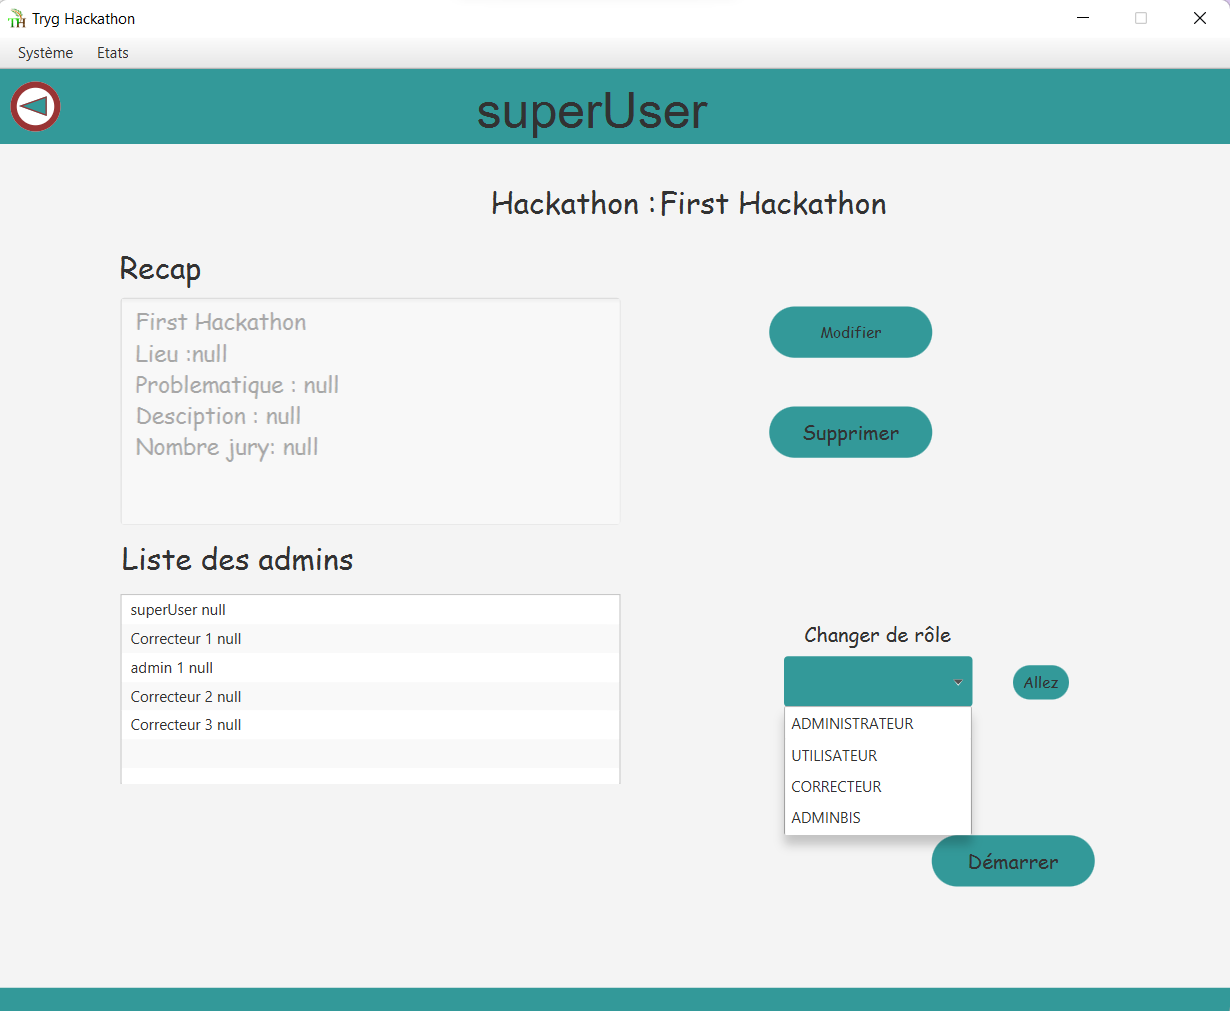 TH Tryg Hackathon
Système Etats
superUser
Hackathon : First Hackathon
Recap
First Hackathon
Lieu :null
Problematique : null
Desciption : null
Nombre jury: null
Modifier
Supprimer
Liste des admins
superUser null
Correcteur 1 null
admin 1 null
Correcteur 2 null
Correcteur 3 null
Changer de rôle
Allez
ADMINISTRATEUR
UTILISATEUR
CORRECTEUR
ADMINBIS
Démarrer